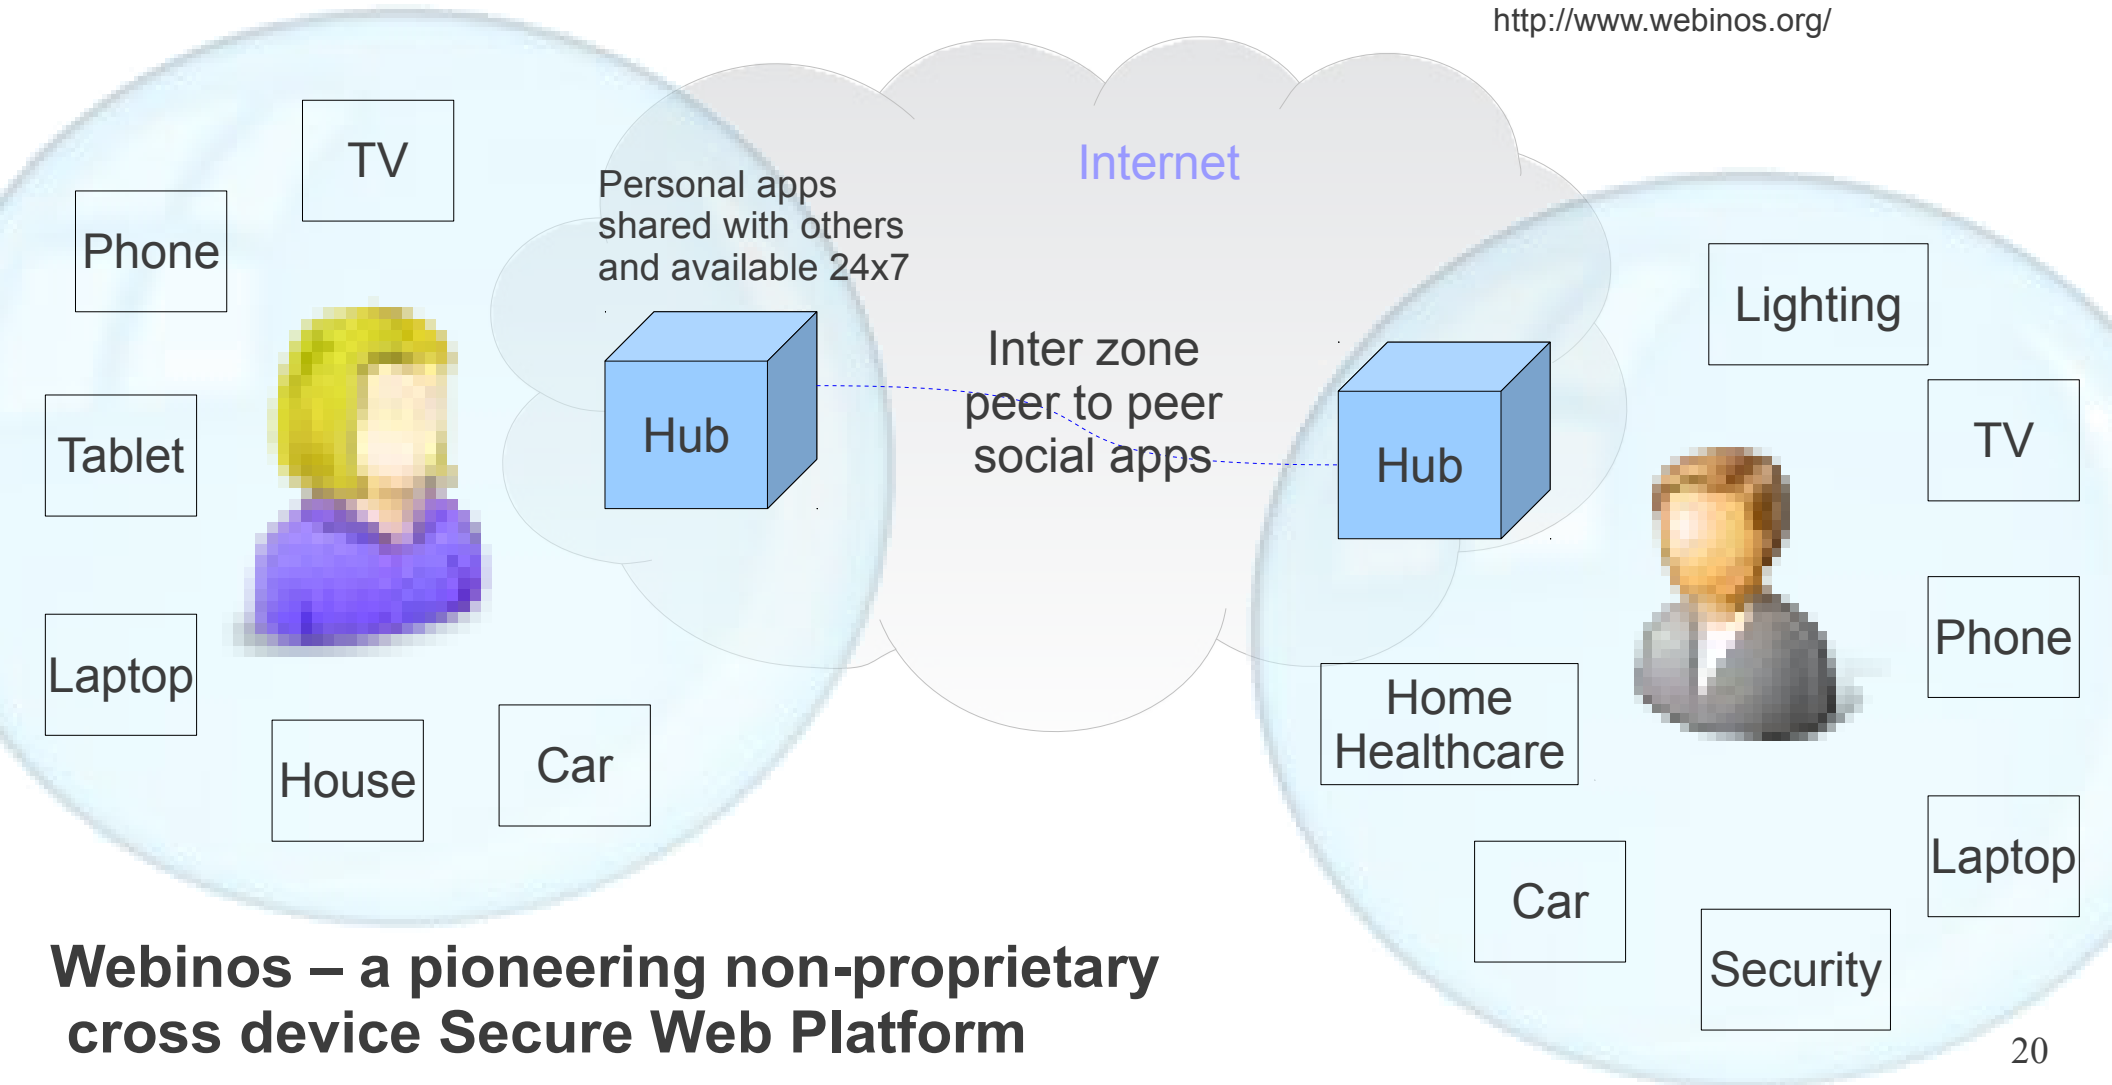 http://www.webinos.org/
Internet
TV
Phone
Personal apps
shared with others
and available 24x7
Tablet
Hub
Laptop
House
Car
Inter zone
peer to peer
social apps
Hub
Lighting
TV
Phone
Home
Healthcare
Laptop
Car
Security
Webinos – a pioneering non-proprietary
cross device Secure Web Platform
20